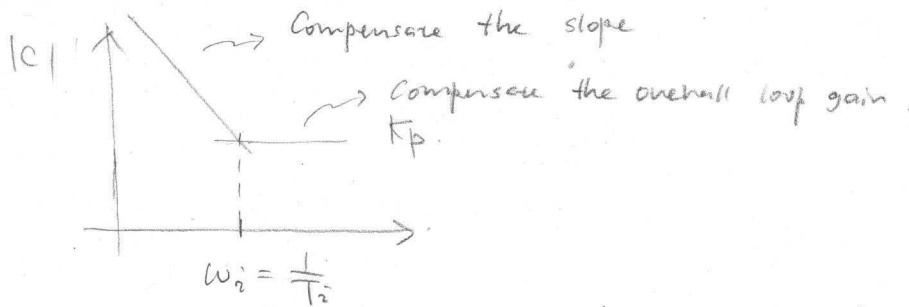 Compensare the slope
|C|
Compensate the overall loop gain
Kp.
ωi = 1/Ti